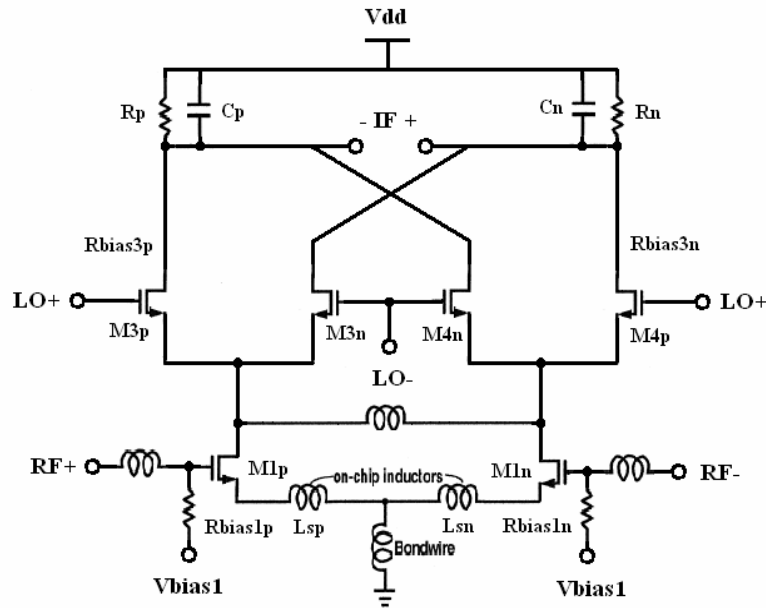 Vdd
Rp
Cp
- IF +
Cn
Rn
Rbias3p
Rbias3n
LO+
M3p
M3n
M4n
M4p
LO+
LO-
RF+
M1p
on-chip inductors
M1n
RF-
Rbias1p
Lsp
Lsn
Rbias1n
Bondwire
Vbias1
Vbias1